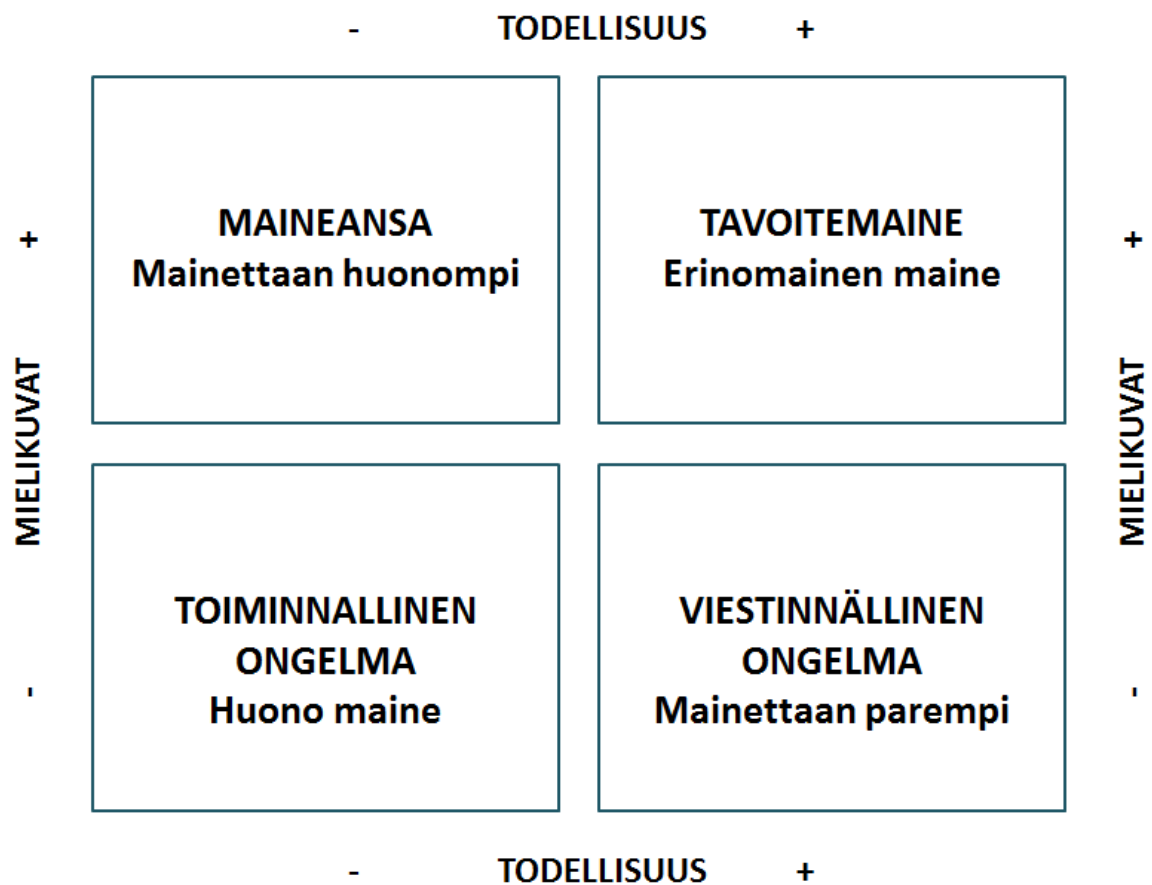 - TODELLISUUS +
MAINEANSA
Mainettaan huonompi
TAVOITEMAINE
Erinomainen maine
+
MIELIKUVAT
-
+
MIELIKUVAT
-
TOIMINNALLINEN
ONGELMA
Huono maine
VIESTINNÄLLINEN
ONGELMA
Mainettaan parempi
- TODELLISUUS +